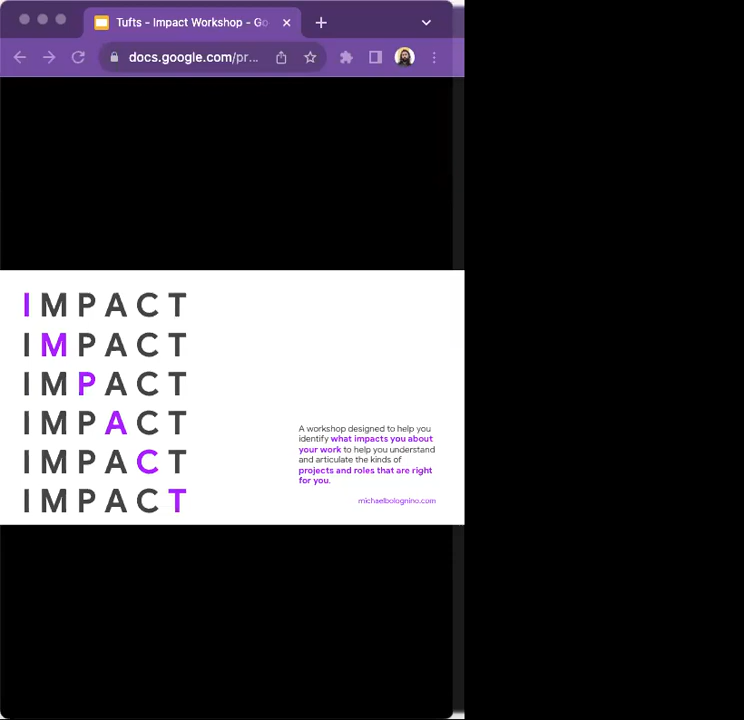 Tufts - Impact Workshop - Go
docs.google.com/pr...
IMPACT
IMPACT
IMPACT
IMPACT
IMPACT
IMPACT
A workshop designed to help you
identify what impacts you about
your work to help you understand
and articulate the kinds of
projects and roles that are right
for you.
michaelbolognino.com